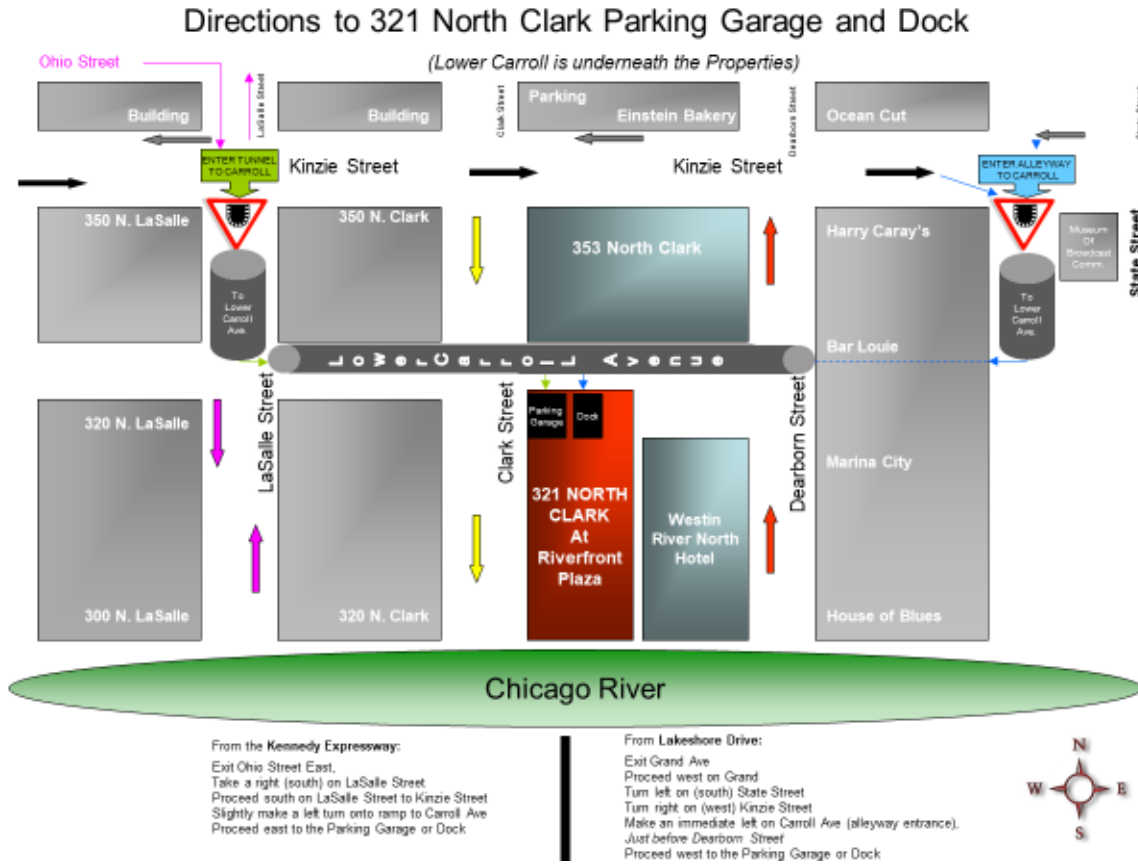 Directions to 321 North Clark Parking Garage and Dock
Ohio Street
(Lower Carroll is underneath the Properties)
Building
LaSalle Street
Building
Clark Street
Parking
Einstein Bakery
Dearborn Street
Ocean Cut
ENTER TUNNEL
TO CARROLL
Kinzie Street
Kinzie Street
ENTER ALLEYWAY
TO CARROLL
350 N. LaSalle
350 N. Clark
353 North Clark
Harry Caray's
Museum
Of
Broadcast
Comm.
State Street
To
Lower
Carroll
Ave.
To
Lower
Carroll
Ave.
LoWerCarroll Avenue
Bar Louie
LaSalle Street
Clark Street
Dearborn Street
Parking
Garage
Dock
320 N. LaSalle
320 N. LaSalle
Marina City
321 NORTH
CLARK
At
Riverfront
Plaza
Westin
River North
Hotel
300 N. LaSalle
320 N. Clark
House of Blues
Chicago River
From the Kennedy Expressway:
Exit Ohio Street East,
Take a right (south) on LaSalle Street
Proceed south on LaSalle Street to Kinzie Street
Slightly make a left turn onto ramp to Carroll Ave
Proceed east to the Parking Garage or Dock
From Lakeshore Drive:
Exit Grand Ave
Proceed west on Grand
Turn left on (south) State Street
Turn right on (west) Kinzie Street
Make an immediate left on Carroll Ave (alleyway entrance),
Just before Dearborn Street
Proceed west to the Parking Garage or Dock
N
W
E
S